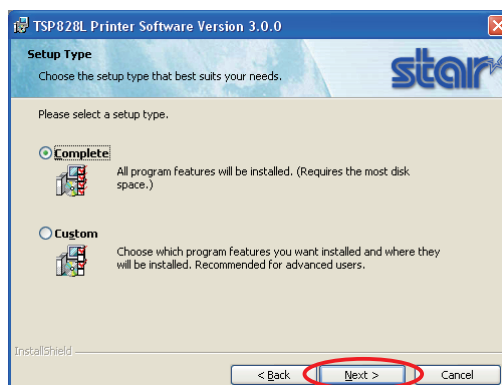 TSP828L Printer Software Version 3.0.0
Setup Type
Choose the setup type that best suits your needs.
star
Please select a setup type.
Complete
All program features will be installed. (Requires the most disk
space.)
Custom
Choose which program features you want installed and where they
will be installed. Recommended for advanced users.
InstallShield
< Back
Next >
Cancel